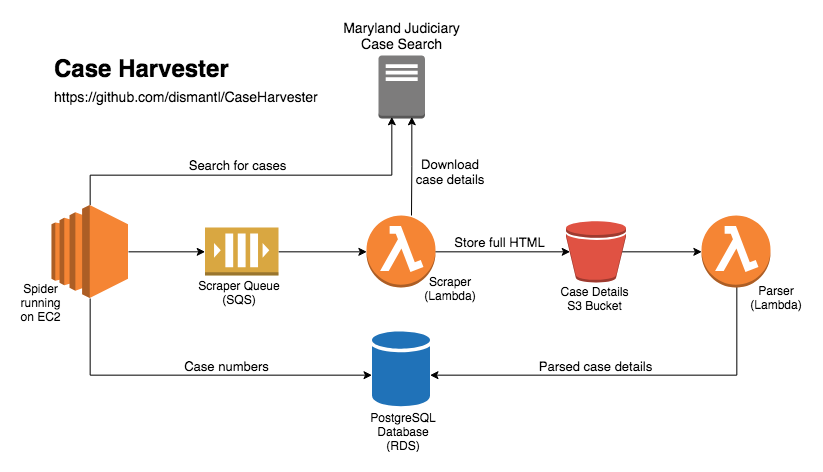 Maryland Judiciary
Case Search
Case Harvester
https://github.com/dismantl/CaseHarvester
Search for cases
Download
case details
Store full HTML
Spider
running
on EC2
Scraper Queue
(SQS)
Scraper
(Lambda)
Case Details
S3 Bucket
Parser
(Lambda)
Case numbers
Parsed case details
PostgreSQL
Database
(RDS)